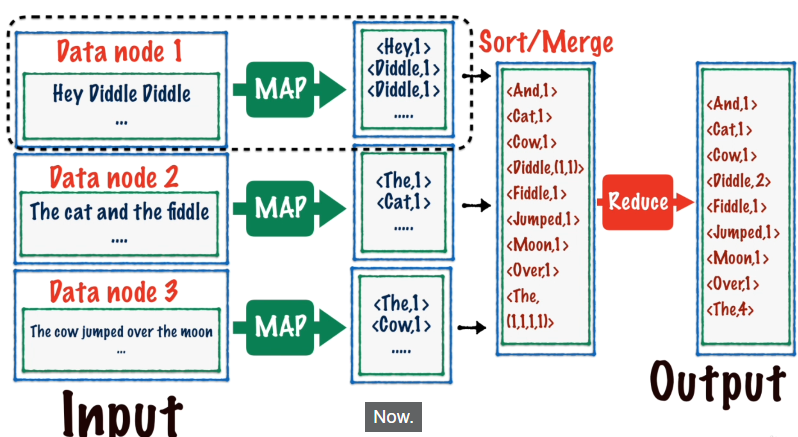 Data node 1
Hey Diddle Diddle
...
MAP
<Hey,1>
<Diddle,1>
<Diddle,1>
.....
Data node 2
The cat and the fiddle
....
MAP
<The,1>
<Cat,1>
.....
Data node 3
The cow jumped over the moon
...
MAP
<The,1>
<Cow,1>
.....
Input
Sort/Merge
<And,1>
<Cat,1>
<Cow,1>
<Diddle,(1,1)>
<Fiddle,1>
<Jumped,1>
<Moon,1>
<Over,1>
<The,
(1,1,1,1)>
Reduce
<And,1>
<Cat,1>
<Cow,1>
<Diddle,2>
<Fiddle,1>
<Jumped,1>
<Moon,1>
<Over,1>
<The,4>
Output
Now.